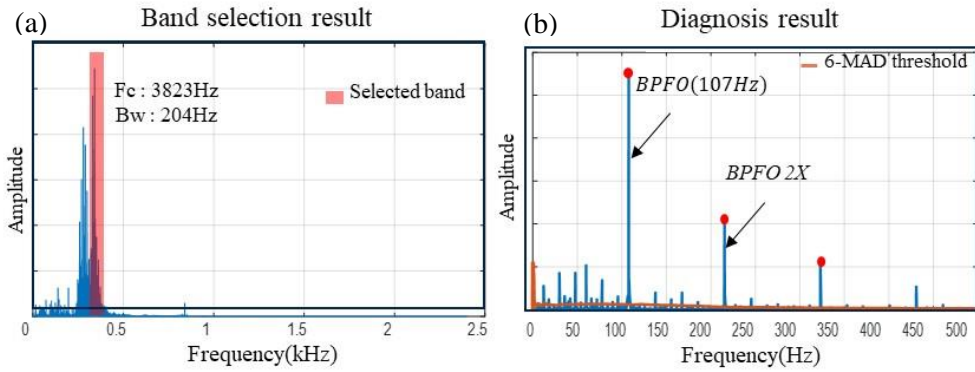 (a) Band selection result
Fc : 3823Hz
Bw : 204Hz
Selected band
Amplitude
0 0.5 1 1.5 2 2.5
Frequency(kHz)
(b) Diagnosis result
6-MAD threshold
BPFO(107Hz)
BPFO 2X
Amplitude
0 50 100 150 200 250 300 350 400 450 500
Frequency(Hz)